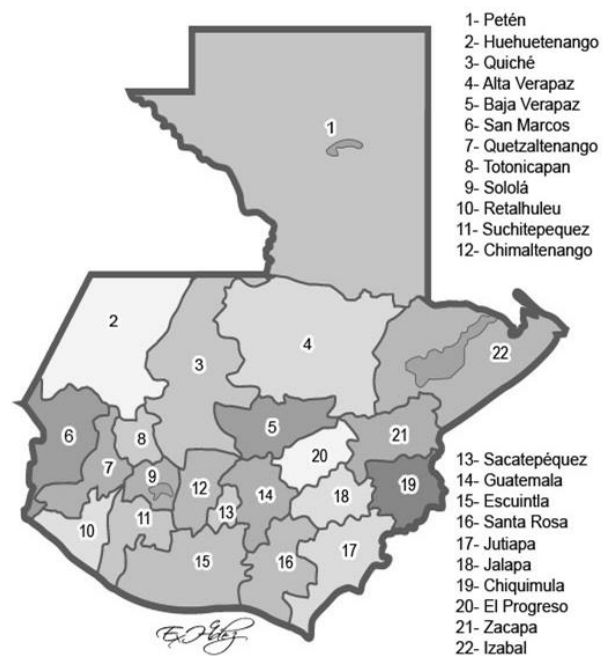 1- Petén
2- Huehuetenango
3- Quiché
4- Alta Verapaz
5- Baja Verapaz
6- San Marcos
7- Quetzaltenango
8- Totonicapan
9- Sololá
10- Retalhuleu
11- Suchitepequez
12- Chimaltenango
1
2
3
4
22
5
6
8
7
9
21
20
12
14
13
19
18
10
11
15
16
17
13- Sacatepéquez
14- Guatemala
15- Escuintla
16- Santa Rosa
17- Jutiapa
18- Jalapa
19- Chiquimula
20- El Progreso
21- Zacapa
22- Izabal